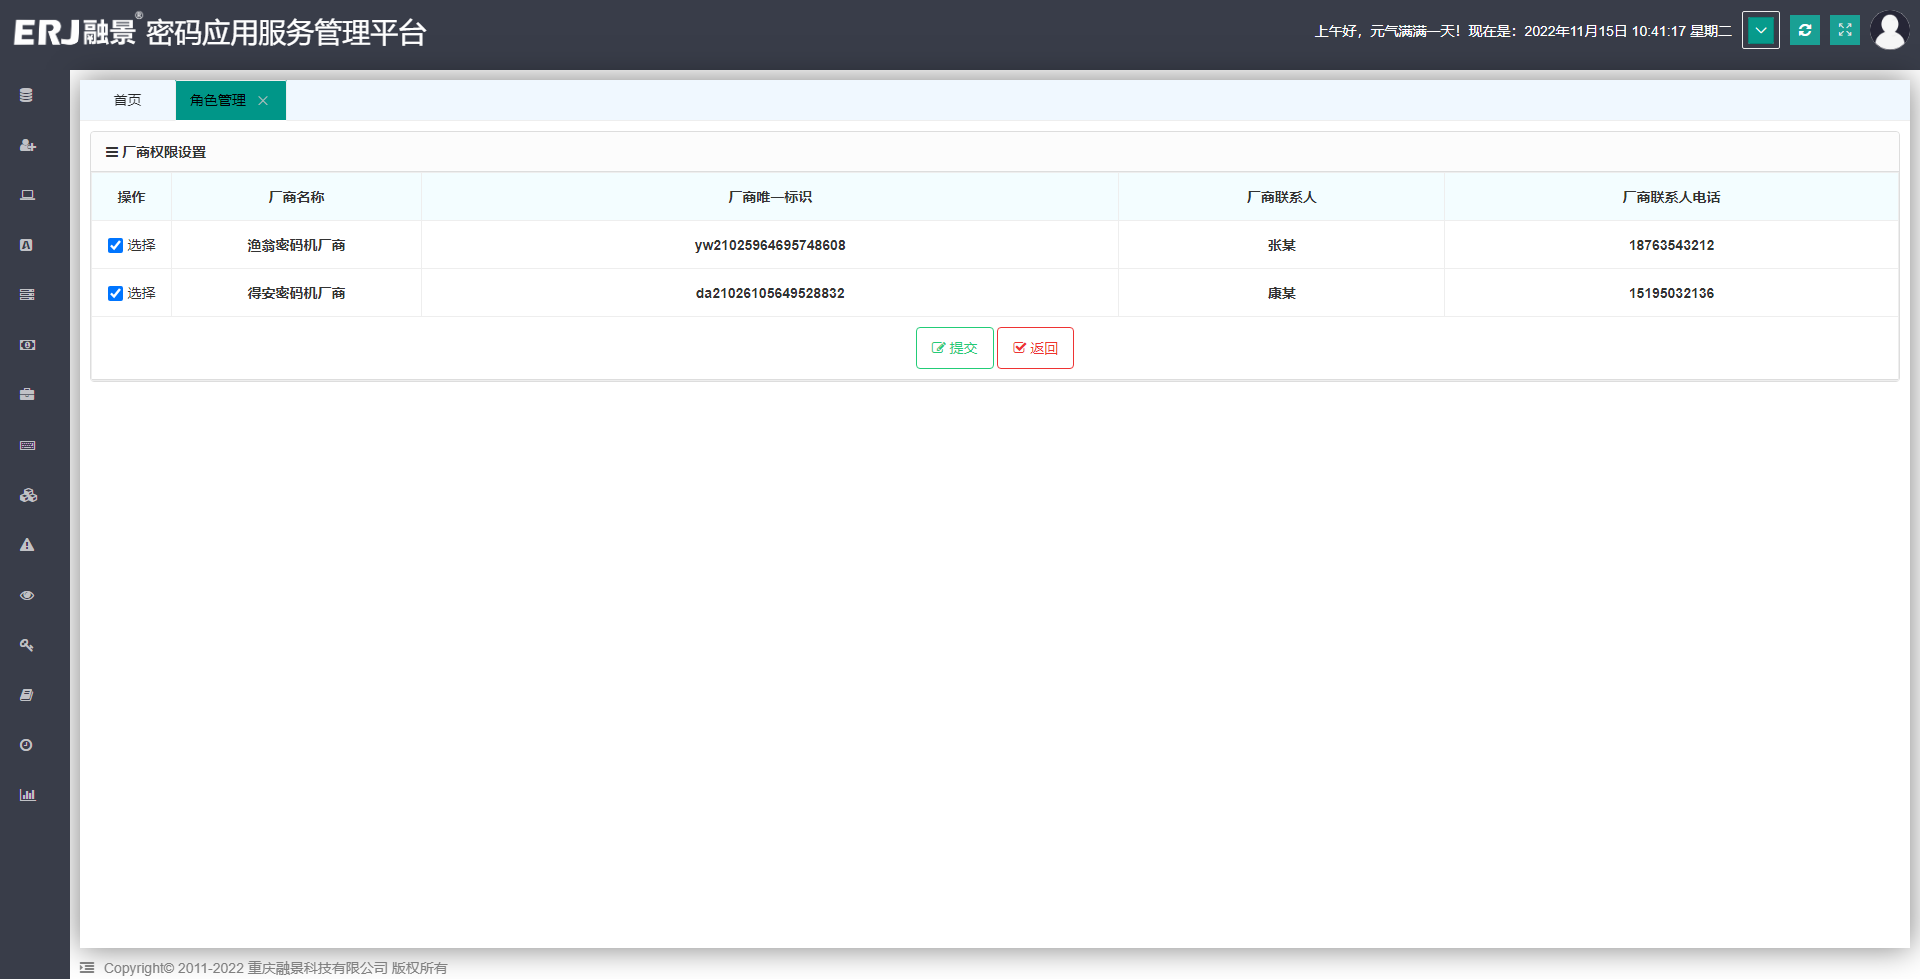 ERJ融景® 密码应用服务管理平台
上午好，元气满满一天！现在是：2022年11月15日 10:41:17 星期二
首页 角色管理
厂商权限设置
操作 厂商名称 厂商唯一标识 厂商联系人 厂商联系人电话
选择 渔翁密码机厂商 yw21025964695748608 张某 18763543212
选择 得安密码机厂商 da21026105649528832 康某 15195032136
提交 返回
Copyright© 2011-2022 重庆融景科技有限公司 版权所有